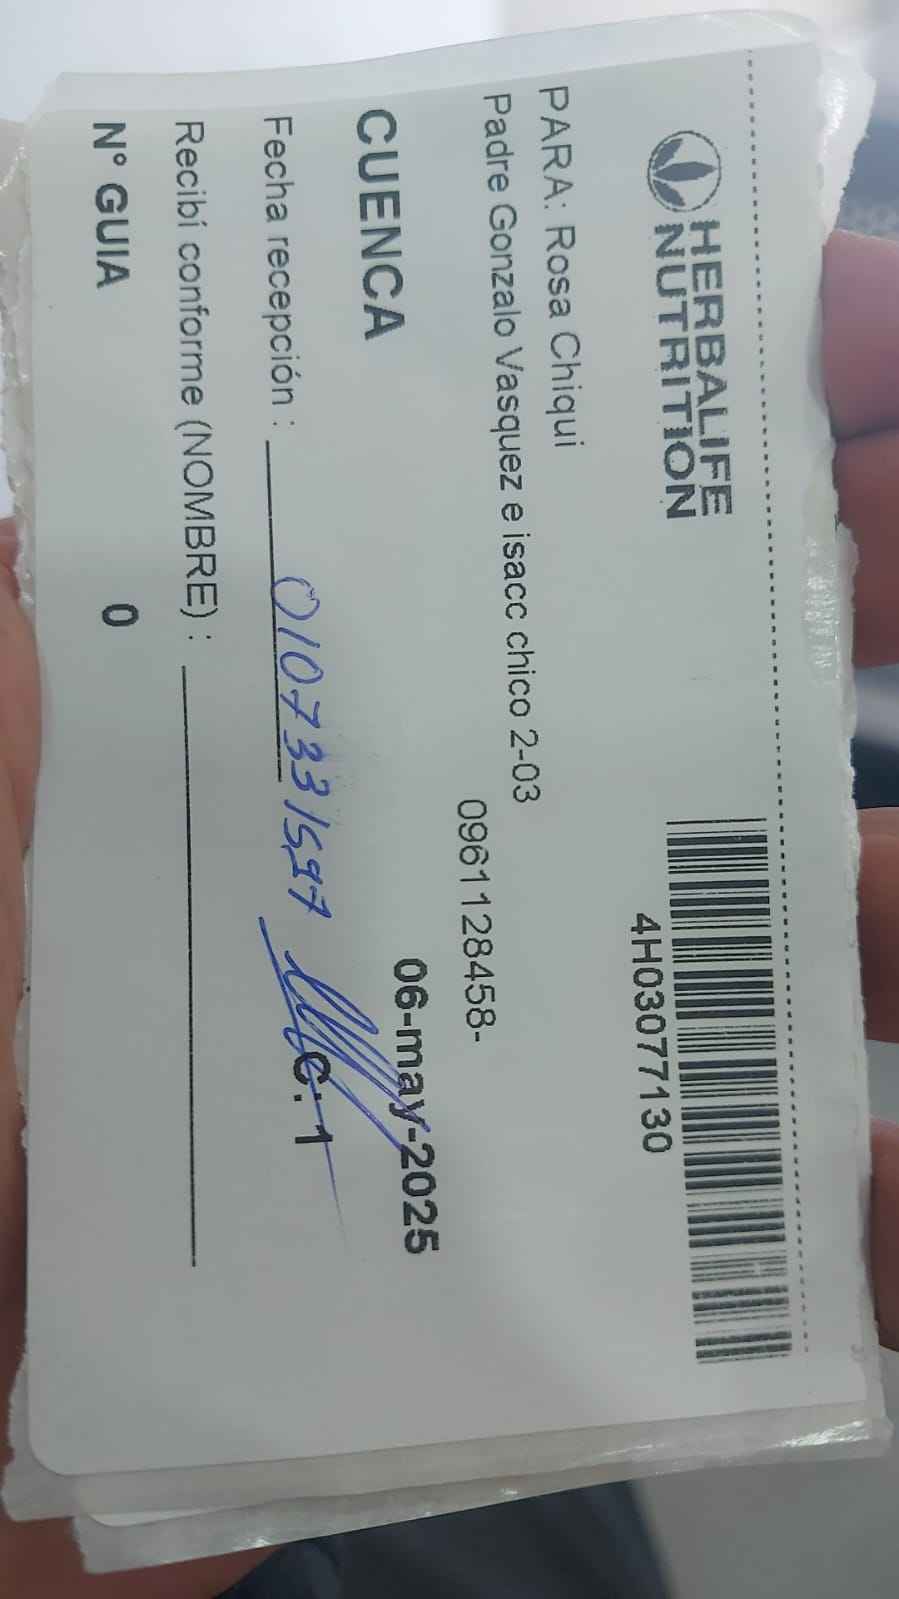 HERBALIFE
NUTRITION
4H03077130
PARA: Rosa Chiqui
Padre Gonzalo Vasquez e isacc chico 2-03
0961128458-
CUENCA
06-may-2025
Fecha recepción :
0107331597
C: 1
Recibí conforme (NOMBRE) :
N° GUIA 0